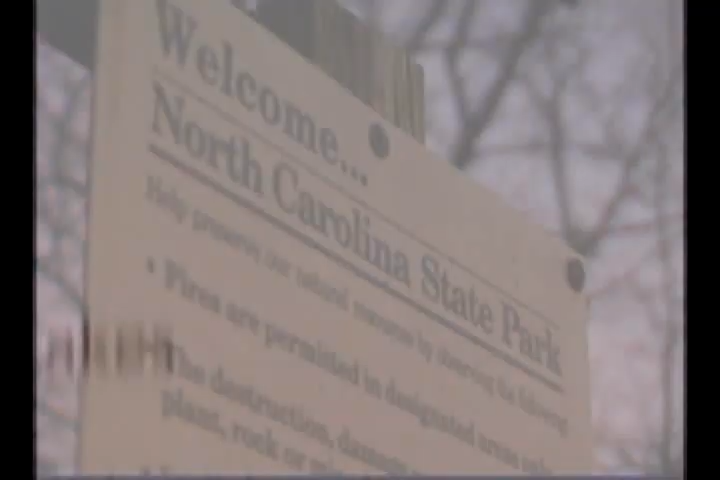 Welcome...
North Carolina State Park
Help preserve our natural resources by observing the following:
• Fires are permitted in designated areas only.
The destruction, damage
plant, rock or